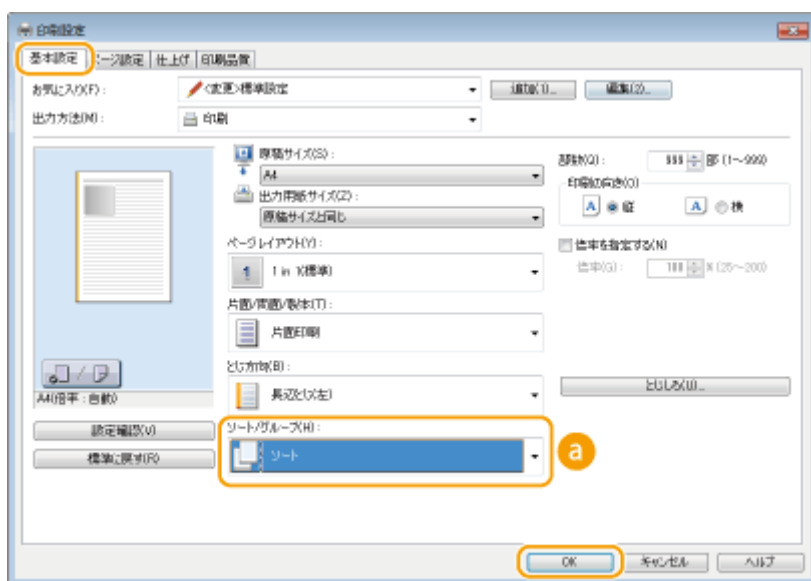 印刷設定
基本設定 ページ設定 仕上げ 印刷品質
お気に入り(F): <変更>標準設定 追加(1)... 編集(2)...
出力方法(M): 印刷
原稿サイズ(S):
A4
出力用紙サイズ(Z):
原稿サイズと同じ
部数(Q): 部 (1~999)
印刷の向き(O)
A 縦 A 横
ページレイアウト(Y):
1 1 in 1(標準)
倍率を指定する(N)
倍率(G): % (25~200)
片面/両面/製本(T):
片面印刷
とじ方向(B):
長辺とじ(左)
とじしろ(U)...
A4(倍率:自動)
設定確認(V)
標準に戻す(R)
ソート/グループ(H):
ソート
a
OK キャンセル ヘルプ